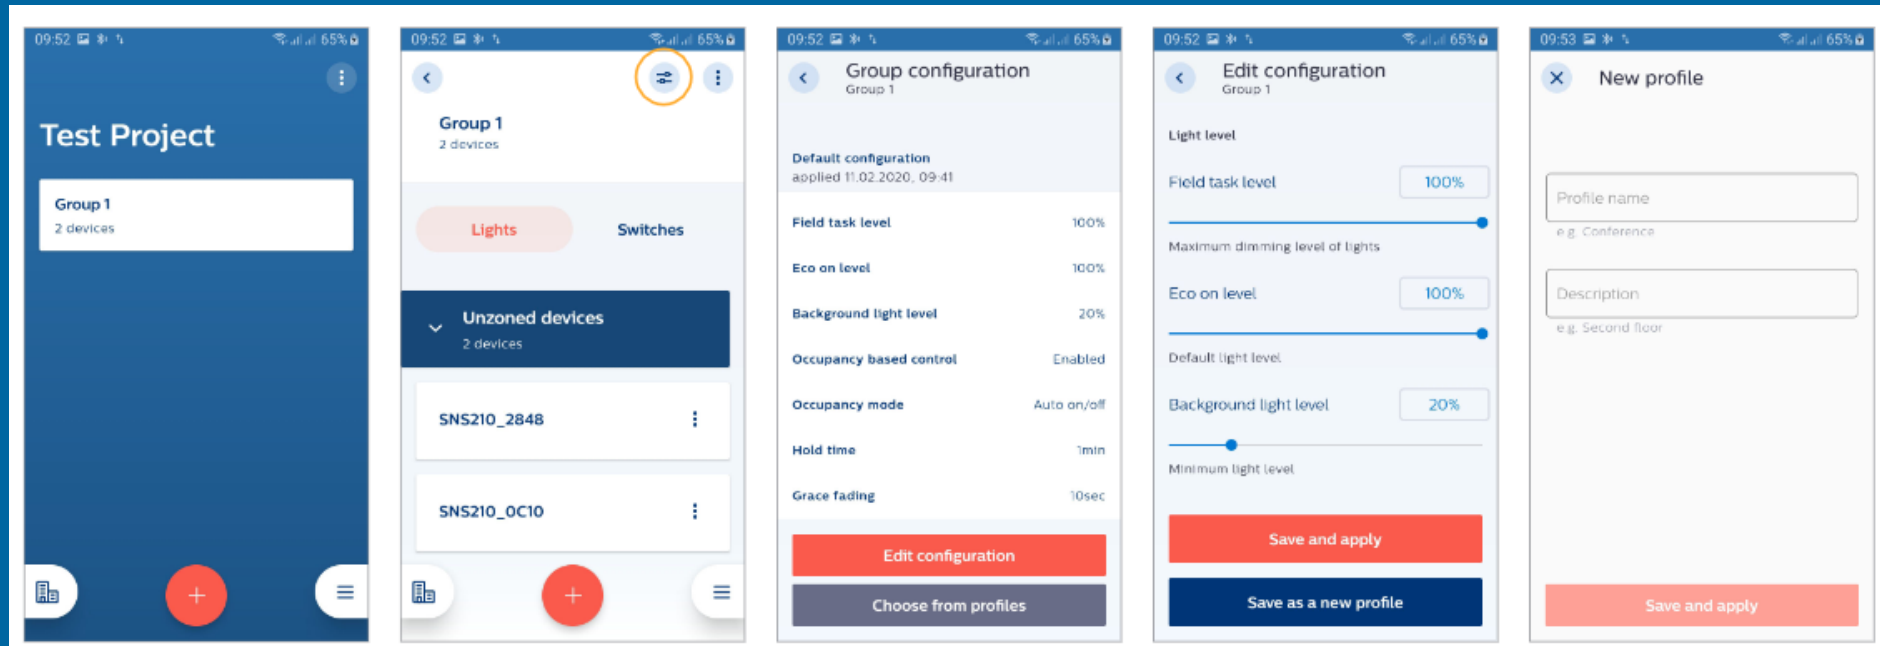 09:52
65%
Test Project
Group 1
2 devices
09:52
65%
Group 1
2 devices
Lights
Switches
Unzoned devices
2 devices
SNS210_2848
SNS210_0C10
09:52
65%
Group configuration
Group 1
Default configuration
applied 11.02.2020, 09:41
Field task level 100%
Eco on level 100%
Background light level 20%
Occupancy based control Enabled
Occupancy mode Auto on/off
Hold time 1min
Grace fading 10sec
Edit configuration
Choose from profiles
09:52
65%
Edit configuration
Group 1
Light level
Field task level 100%
Maximum dimming level of lights
Eco on level 100%
Default light level
Background light level 20%
Minimum light level
Save and apply
Save as a new profile
09:53
65%
New profile
Profile name
e.g. Conference
Description
e.g. Second floor
Save and apply